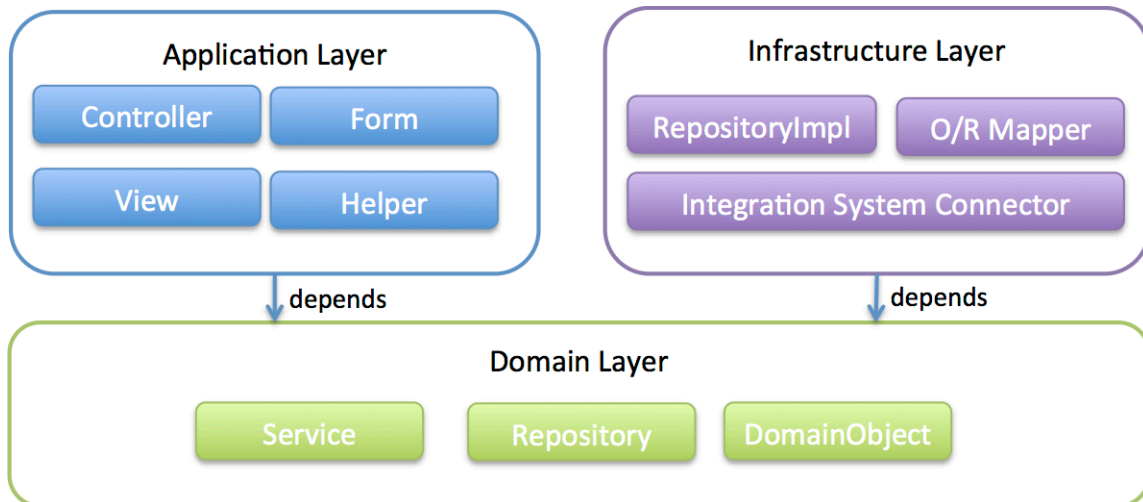 Application Layer
Controller
Form
View
Helper
depends
Infrastructure Layer
RepositoryImpl
O/R Mapper
Integration System Connector
depends
Domain Layer
Service
Repository
DomainObject